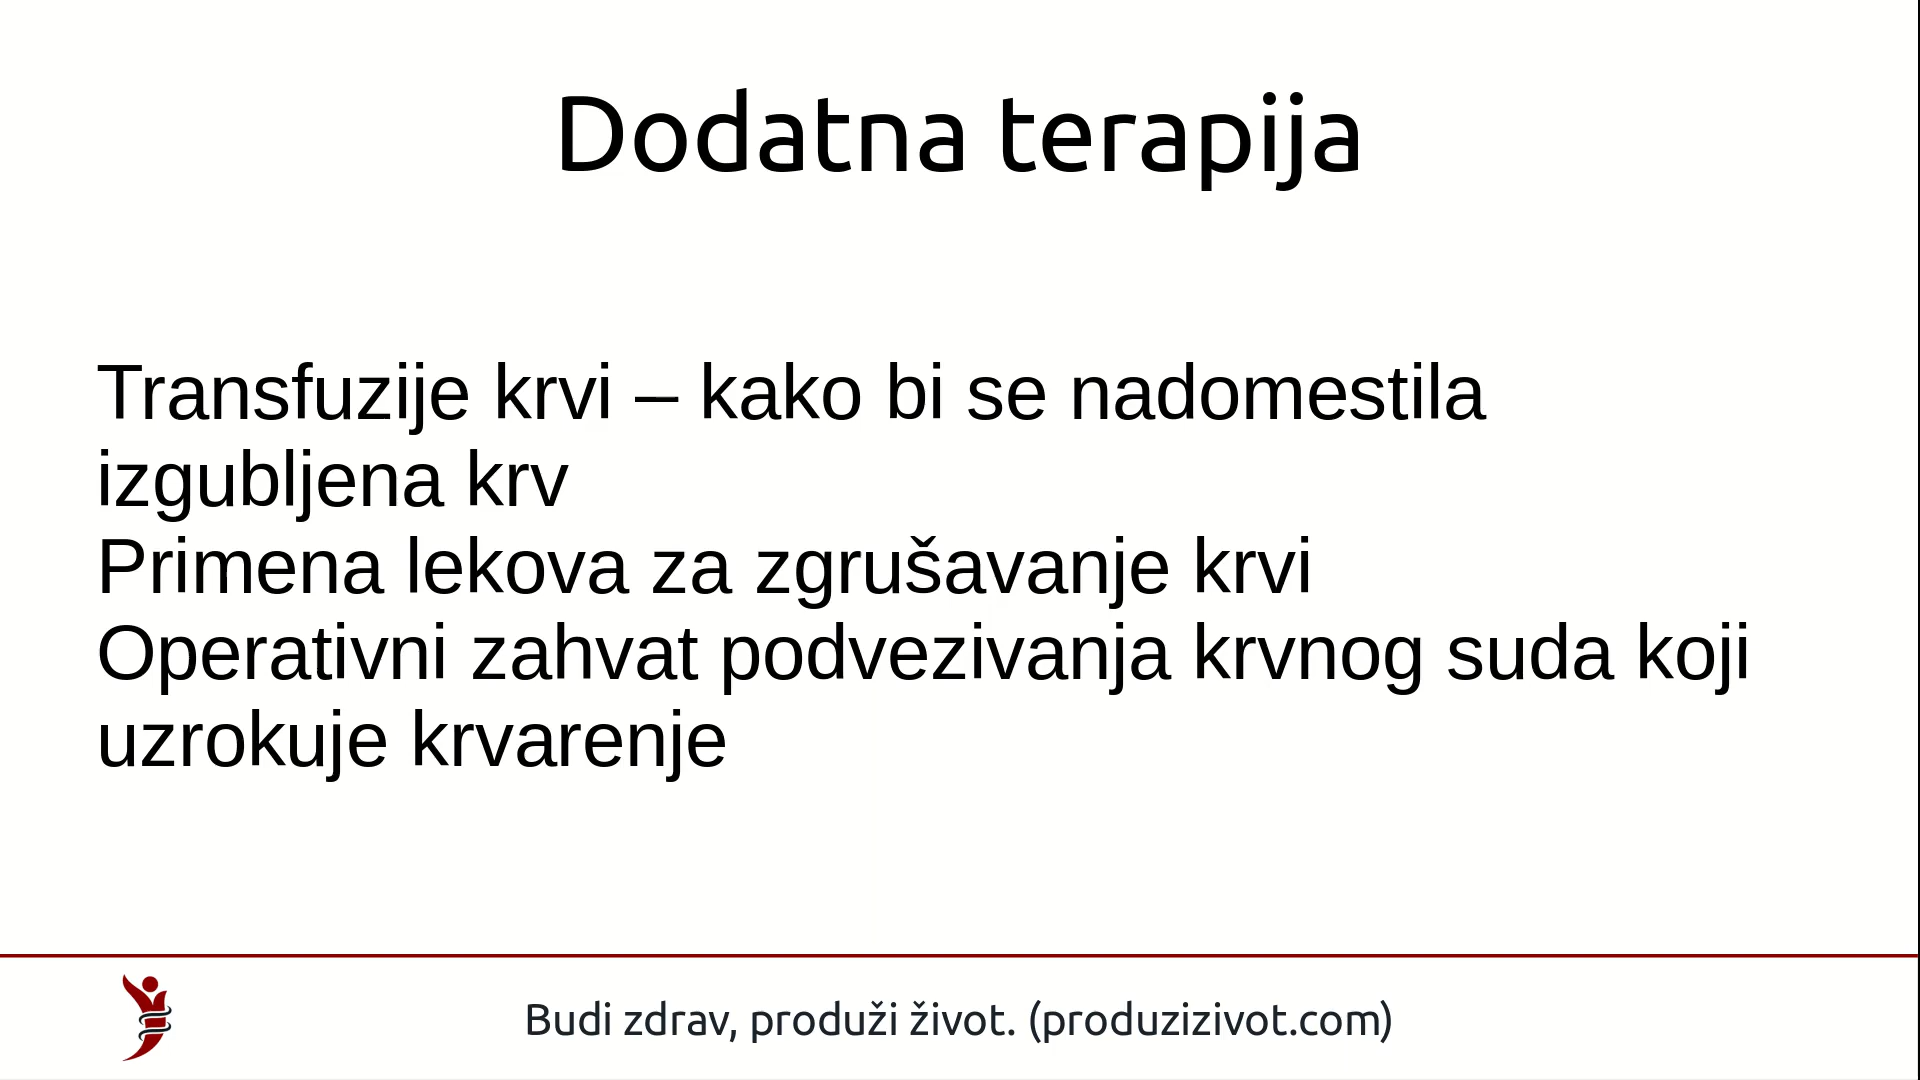 Dodatna terapija
Transfuzije krvi – kako bi se nadomestila
izgubljena krv
Primena lekova za zgrušavanje krvi
Operativni zahvat podvezivanja krvnog suda koji
uzrokuje krvarenje
Budi zdrav, produži život. (produzizivot.com)